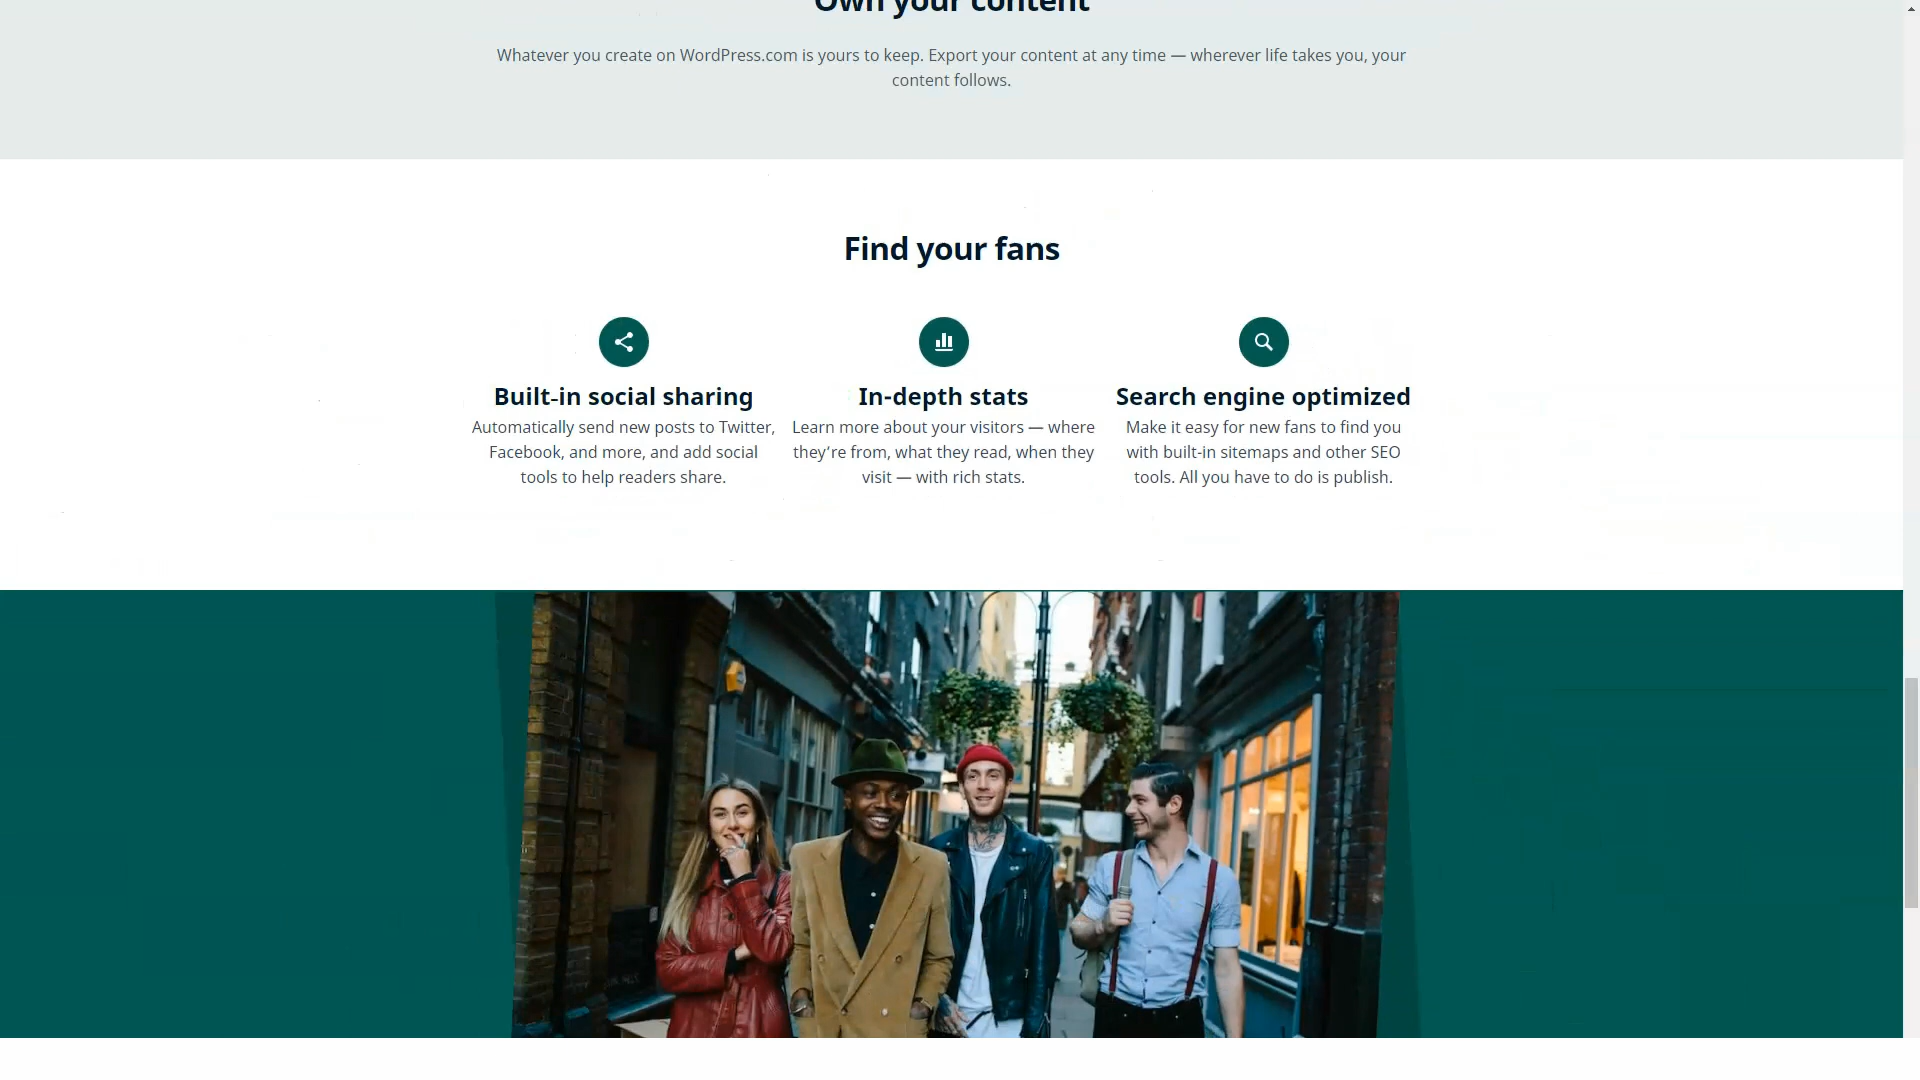 Own your content
Whatever you create on WordPress.com is yours to keep. Export your content at any time — wherever life takes you, your
content follows.
Find your fans
Built-in social sharing
Automatically send new posts to Twitter,
Facebook, and more, and add social
tools to help readers share.
In-depth stats
Learn more about your visitors — where
they’re from, what they read, when they
visit — with rich stats.
Search engine optimized
Make it easy for new fans to find you
with built-in sitemaps and other SEO
tools. All you have to do is publish.